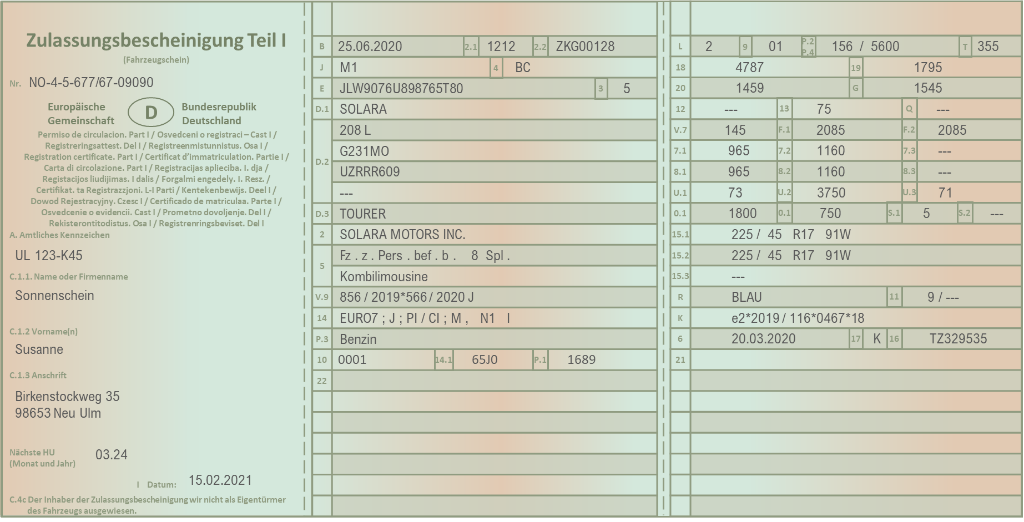 Zulassungsbescheinigung Teil I
(Fahrzeugschein)
Nr. NO-4-5-677/67-09090
Europäische Gemeinschaft D Bundesrepublik Deutschland
Permiso de circulacion. Part I / Osvedceni o registraci – Cast I /
Registreringsattest. Del I / Registreenmistunnistus. Osa I /
Registration certificate. Part I / Certificat d'immatriculation. Partie I /
Carta di circolazione. Part I / Registracijas aplieciba. I. dja /
Registacijos liudijimas. I dalis / Forgalmi engedely. I. Resz. /
Certifikat. ta Registrazzjoni. L-I Parti / Kentekenbewijs. Deel I /
Dowod Rejestracyjny. Czesc I / Certificado de matriculaa. Parte I /
Osvedcenie o evidencii. Cast I / Prometno dovoljenje. Del I /
Rekisterontitodistus. Osa I / Registrenringsbeviset. Del I
A. Amtliches Kennzeichen
UL 123-K45
C.1.1. Name oder Firmenname
Sonnenschein
C.1.2 Vorname(n)
Susanne
C.1.3 Anschrift
Birkenstockweg 35
98653 Neu Ulm
Nächste HU 03.24
(Monat und Jahr)
I Datum: 15.02.2021
C.4c Der Inhaber der Zulassungsbescheinigung wir nicht als Eigentürmer
des Fahrzeugs ausgewiesen.
B 25.06.2020 2.1 1212 2.2 ZKG00128
J M1 4 BC
E JLW9076U898765T80 3 5
D.1 SOLARA
D.2 208 L
G231MO
UZRRR609
---
D.3 TOURER
2 SOLARA MOTORS INC.
5 Fz . z . Pers . bef . b . 8 Spl .
Kombilimousine
V.9 856 / 2019*566 / 2020 J
14 EURO7 ; J ; PI / CI ; M , N1 I
P.3 Benzin
10 0001 14.1 65J0 P.1 1689
22
L 2 9 01 P.2 P.4 156 / 5600 T 355
18 4787 19 1795
20 1459 G 1545
12 --- 13 75 Q ---
V.7 145 F.1 2085 F.2 2085
7.1 965 7.2 1160 7.3 ---
8.1 965 8.2 1160 8.3 ---
U.1 73 U.2 3750 U.3 71
0.1 1800 0.1 750 S.1 5 S.2 ---
15.1 225 / 45 R17 91W
15.2 225 / 45 R17 91W
15.3 ---
R BLAU 11 9 / ---
K e2*2019 / 116*0467*18
6 20.03.2020 17 K 16 TZ329535
21